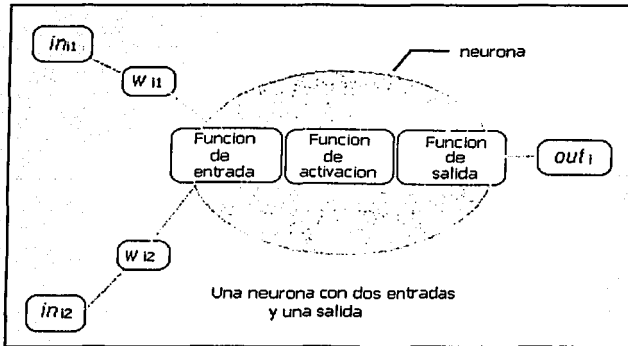 in i1
neurona
w i1
Funcion de entrada
Funcion de activacion
Funcion de salida
out i
w i2
in i2
Una neurona con dos entradas
y una salida